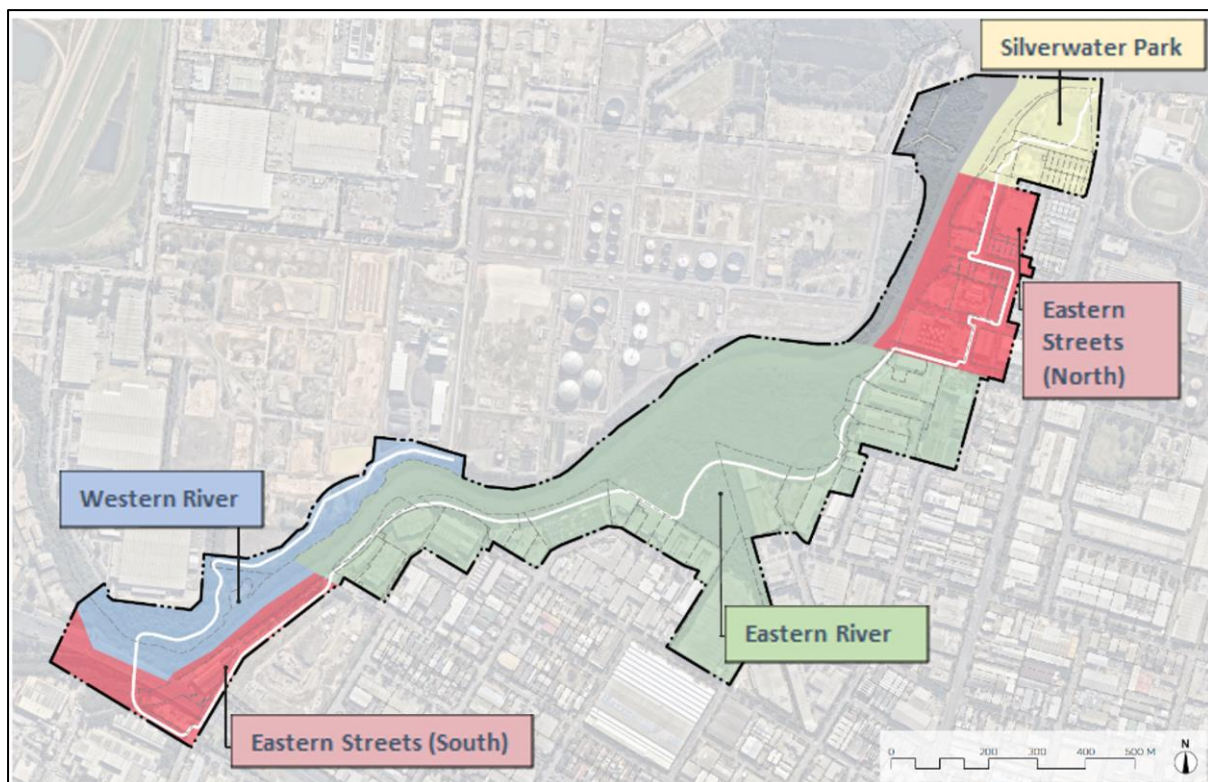 Silverwater Park
Eastern
Streets
(North)
Western River
Eastern River
Eastern Streets (South)
0 200 300 400 500 M
N